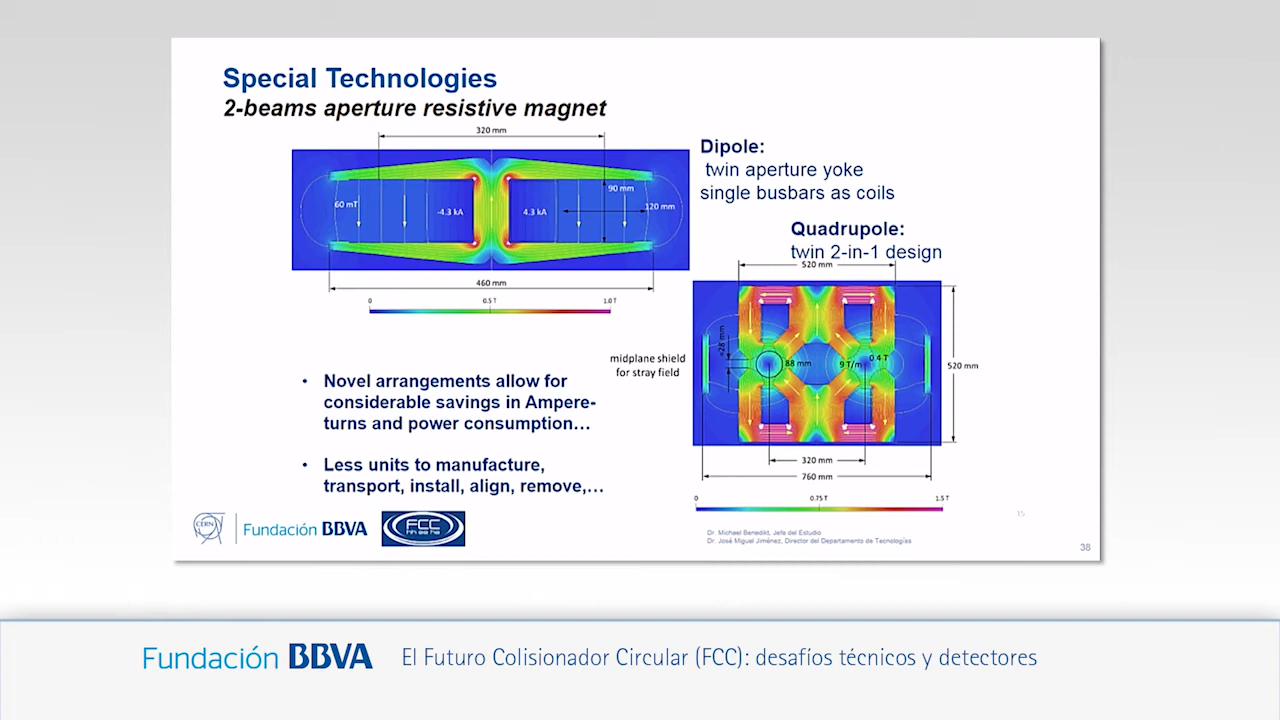 Special Technologies
2-beams aperture resistive magnet
320 mm
Dipole:
twin aperture yoke
single busbars as coils
60 mT
-4.3 kA
4.3 kA
90 mm
120 mm
460 mm
0
0.5 T
1.0 T
Quadrupole:
twin 2-in-1 design
520 mm
≈28 mm
88 mm
9 T/m
0.4 T
520 mm
midplane shield
for stray field
320 mm
760 mm
0
0.75 T
1.5 T
• Novel arrangements allow for
considerable savings in Ampere-
turns and power consumption…
• Less units to manufacture,
transport, install, align, remove,…
CERN
Fundación BBVA
FCC
hh ee he
Dr. Michael Benedikt, Jefe del Estudio
Dr. José Miguel Jiménez, Director del Departamento de Tecnologías
15
38
Fundación BBVA
El Futuro Colisionador Circular (FCC): desafíos técnicos y detectores